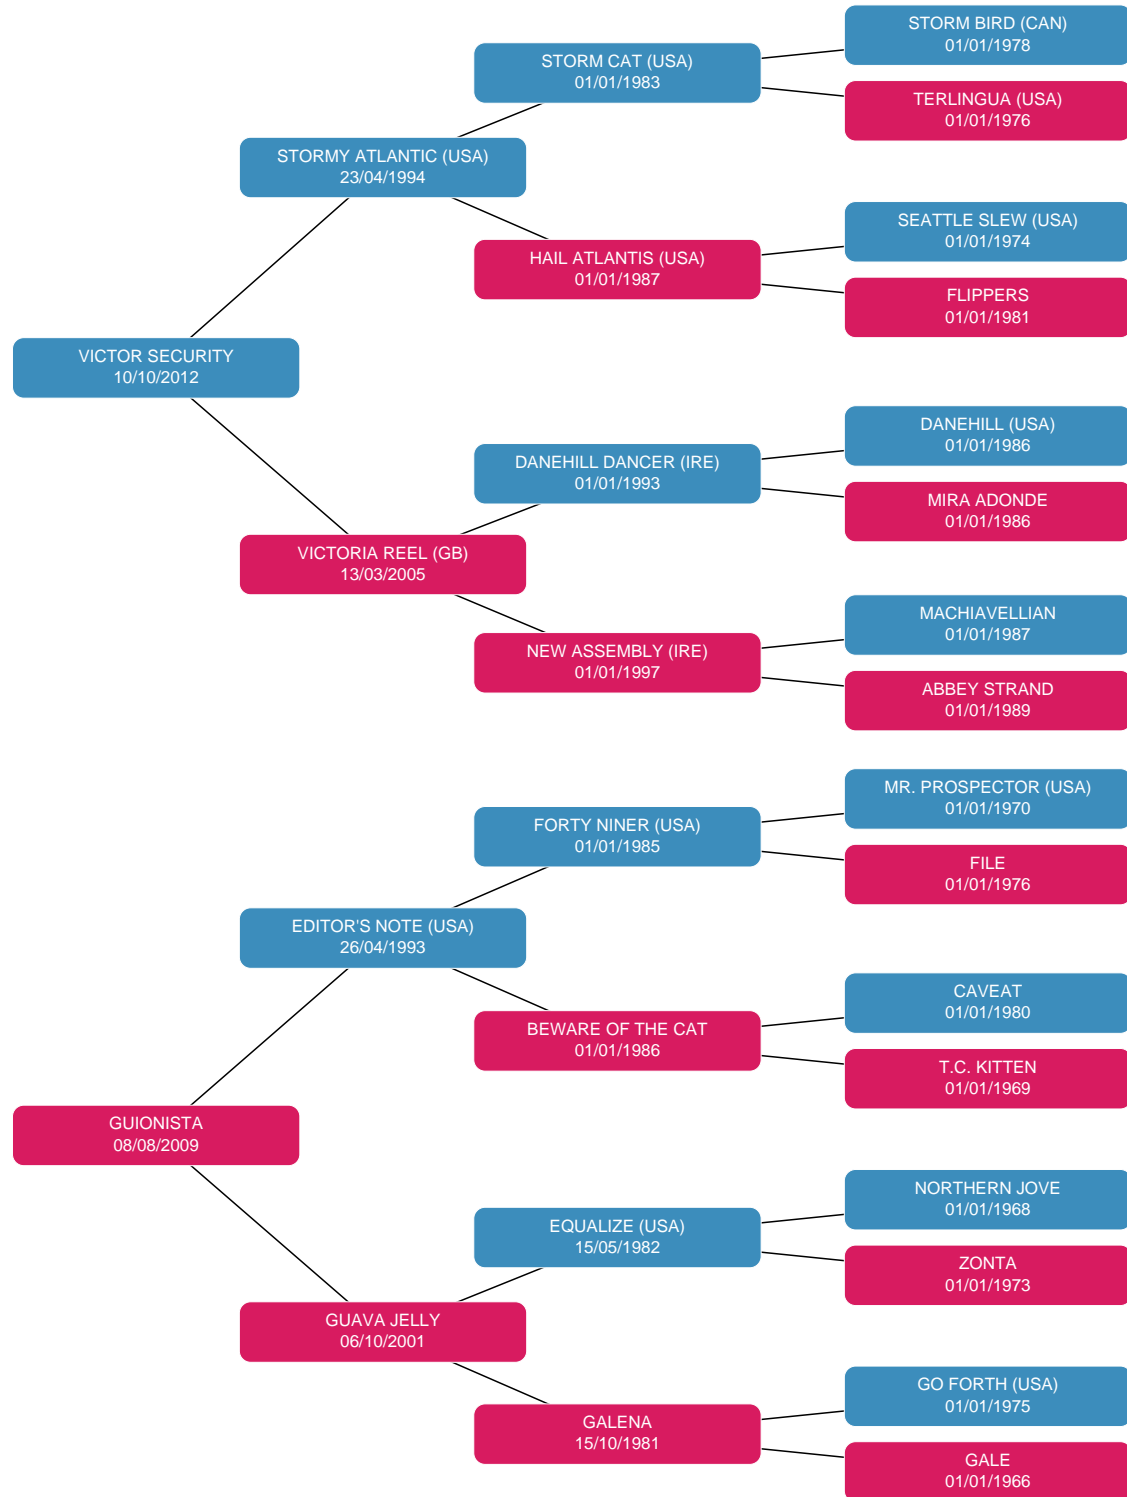 STORM BIRD (CAN)
01/01/1978
STORM CAT (USA)
01/01/1983
TERLINGUA (USA)
01/01/1976
STORMY ATLANTIC (USA)
23/04/1994
SEATTLE SLEW (USA)
01/01/1974
HAIL ATLANTIS (USA)
01/01/1987
FLIPPERS
01/01/1981
VICTOR SECURITY
10/10/2012
DANEHILL (USA)
01/01/1986
DANEHILL DANCER (IRE)
01/01/1993
MIRA ADONDE
01/01/1986
VICTORIA REEL (GB)
13/03/2005
MACHIAVELLIAN
01/01/1987
NEW ASSEMBLY (IRE)
01/01/1997
ABBEY STRAND
01/01/1989
MR. PROSPECTOR (USA)
01/01/1970
FORTY NINER (USA)
01/01/1985
FILE
01/01/1976
EDITOR'S NOTE (USA)
26/04/1993
CAVEAT
01/01/1980
BEWARE OF THE CAT
01/01/1986
T.C. KITTEN
01/01/1969
GUIONISTA
08/08/2009
NORTHERN JOVE
01/01/1968
EQUALIZE (USA)
15/05/1982
ZONTA
01/01/1973
GUAVA JELLY
06/10/2001
GO FORTH (USA)
01/01/1975
GALENA
15/10/1981
GALE
01/01/1966